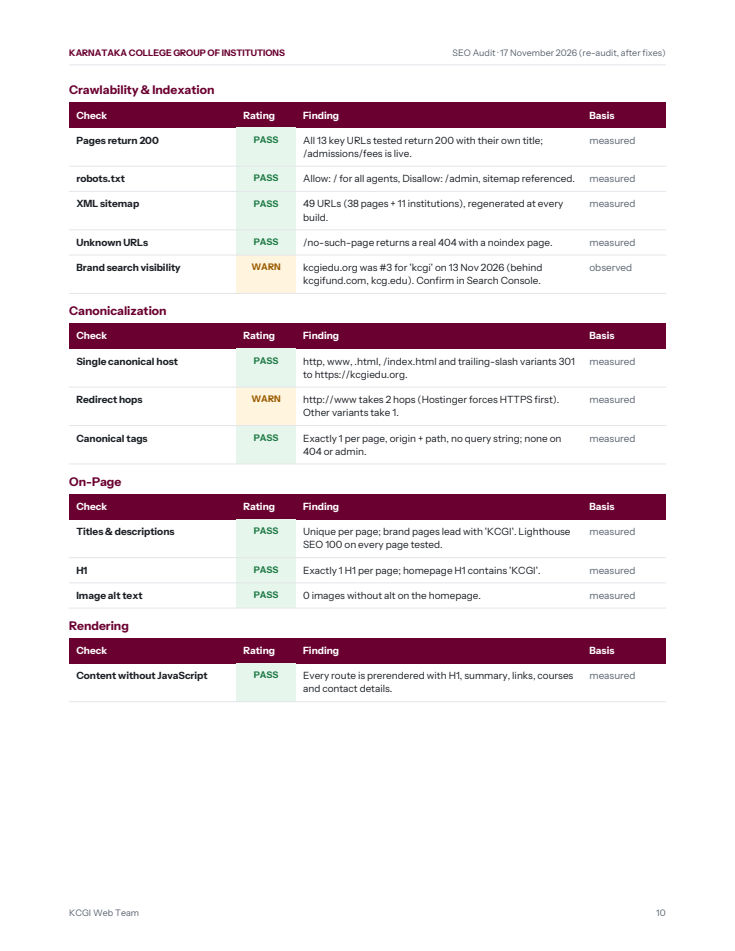 KARNATAKA COLLEGE GROUP OF INSTITUTIONS SEO Audit · 17 November 2026 (re-audit, after fixes)
Crawlability & Indexation
Check Rating Finding Basis
Pages return 200 PASS All 13 key URLs tested return 200 with their own title; measured
/admissions/fees is live.
robots.txt PASS Allow: / for all agents, Disallow: /admin, sitemap referenced. measured
XML sitemap PASS 49 URLs (38 pages + 11 institutions), regenerated at every measured
build.
Unknown URLs PASS /no-such-page returns a real 404 with a noindex page. measured
Brand search visibility WARN kcgiedu.org was #3 for 'kcgi' on 13 Nov 2026 (behind observed
kcgifund.com, kcg.edu). Confirm in Search Console.
Canonicalization
Check Rating Finding Basis
Single canonical host PASS http, www, .html, /index.html and trailing-slash variants 301 measured
to https://kcgiedu.org.
Redirect hops WARN http://www takes 2 hops (Hostinger forces HTTPS first). measured
Other variants take 1.
Canonical tags PASS Exactly 1 per page, origin + path, no query string; none on measured
404 or admin.
On-Page
Check Rating Finding Basis
Titles & descriptions PASS Unique per page; brand pages lead with 'KCGI'. Lighthouse measured
SEO 100 on every page tested.
H1 PASS Exactly 1 H1 per page; homepage H1 contains 'KCGI'. measured
Image alt text PASS 0 images without alt on the homepage. measured
Rendering
Check Rating Finding Basis
Content without JavaScript PASS Every route is prerendered with H1, summary, links, courses measured
and contact details.
KCGI Web Team 10